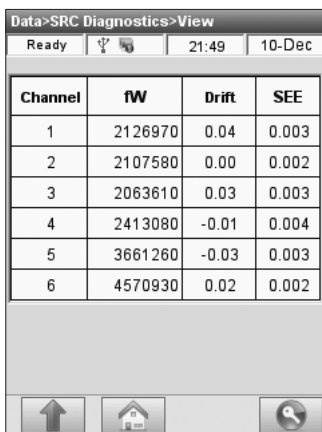 Data>SRC Diagnostics>View
Ready 21:49 10-Dec
Channel fW Drift SEE
1 2126970 0.04 0.003
2 2107580 0.00 0.002
3 2063610 0.03 0.003
4 2413080 -0.01 0.004
5 3661260 -0.03 0.003
6 4570930 0.02 0.002